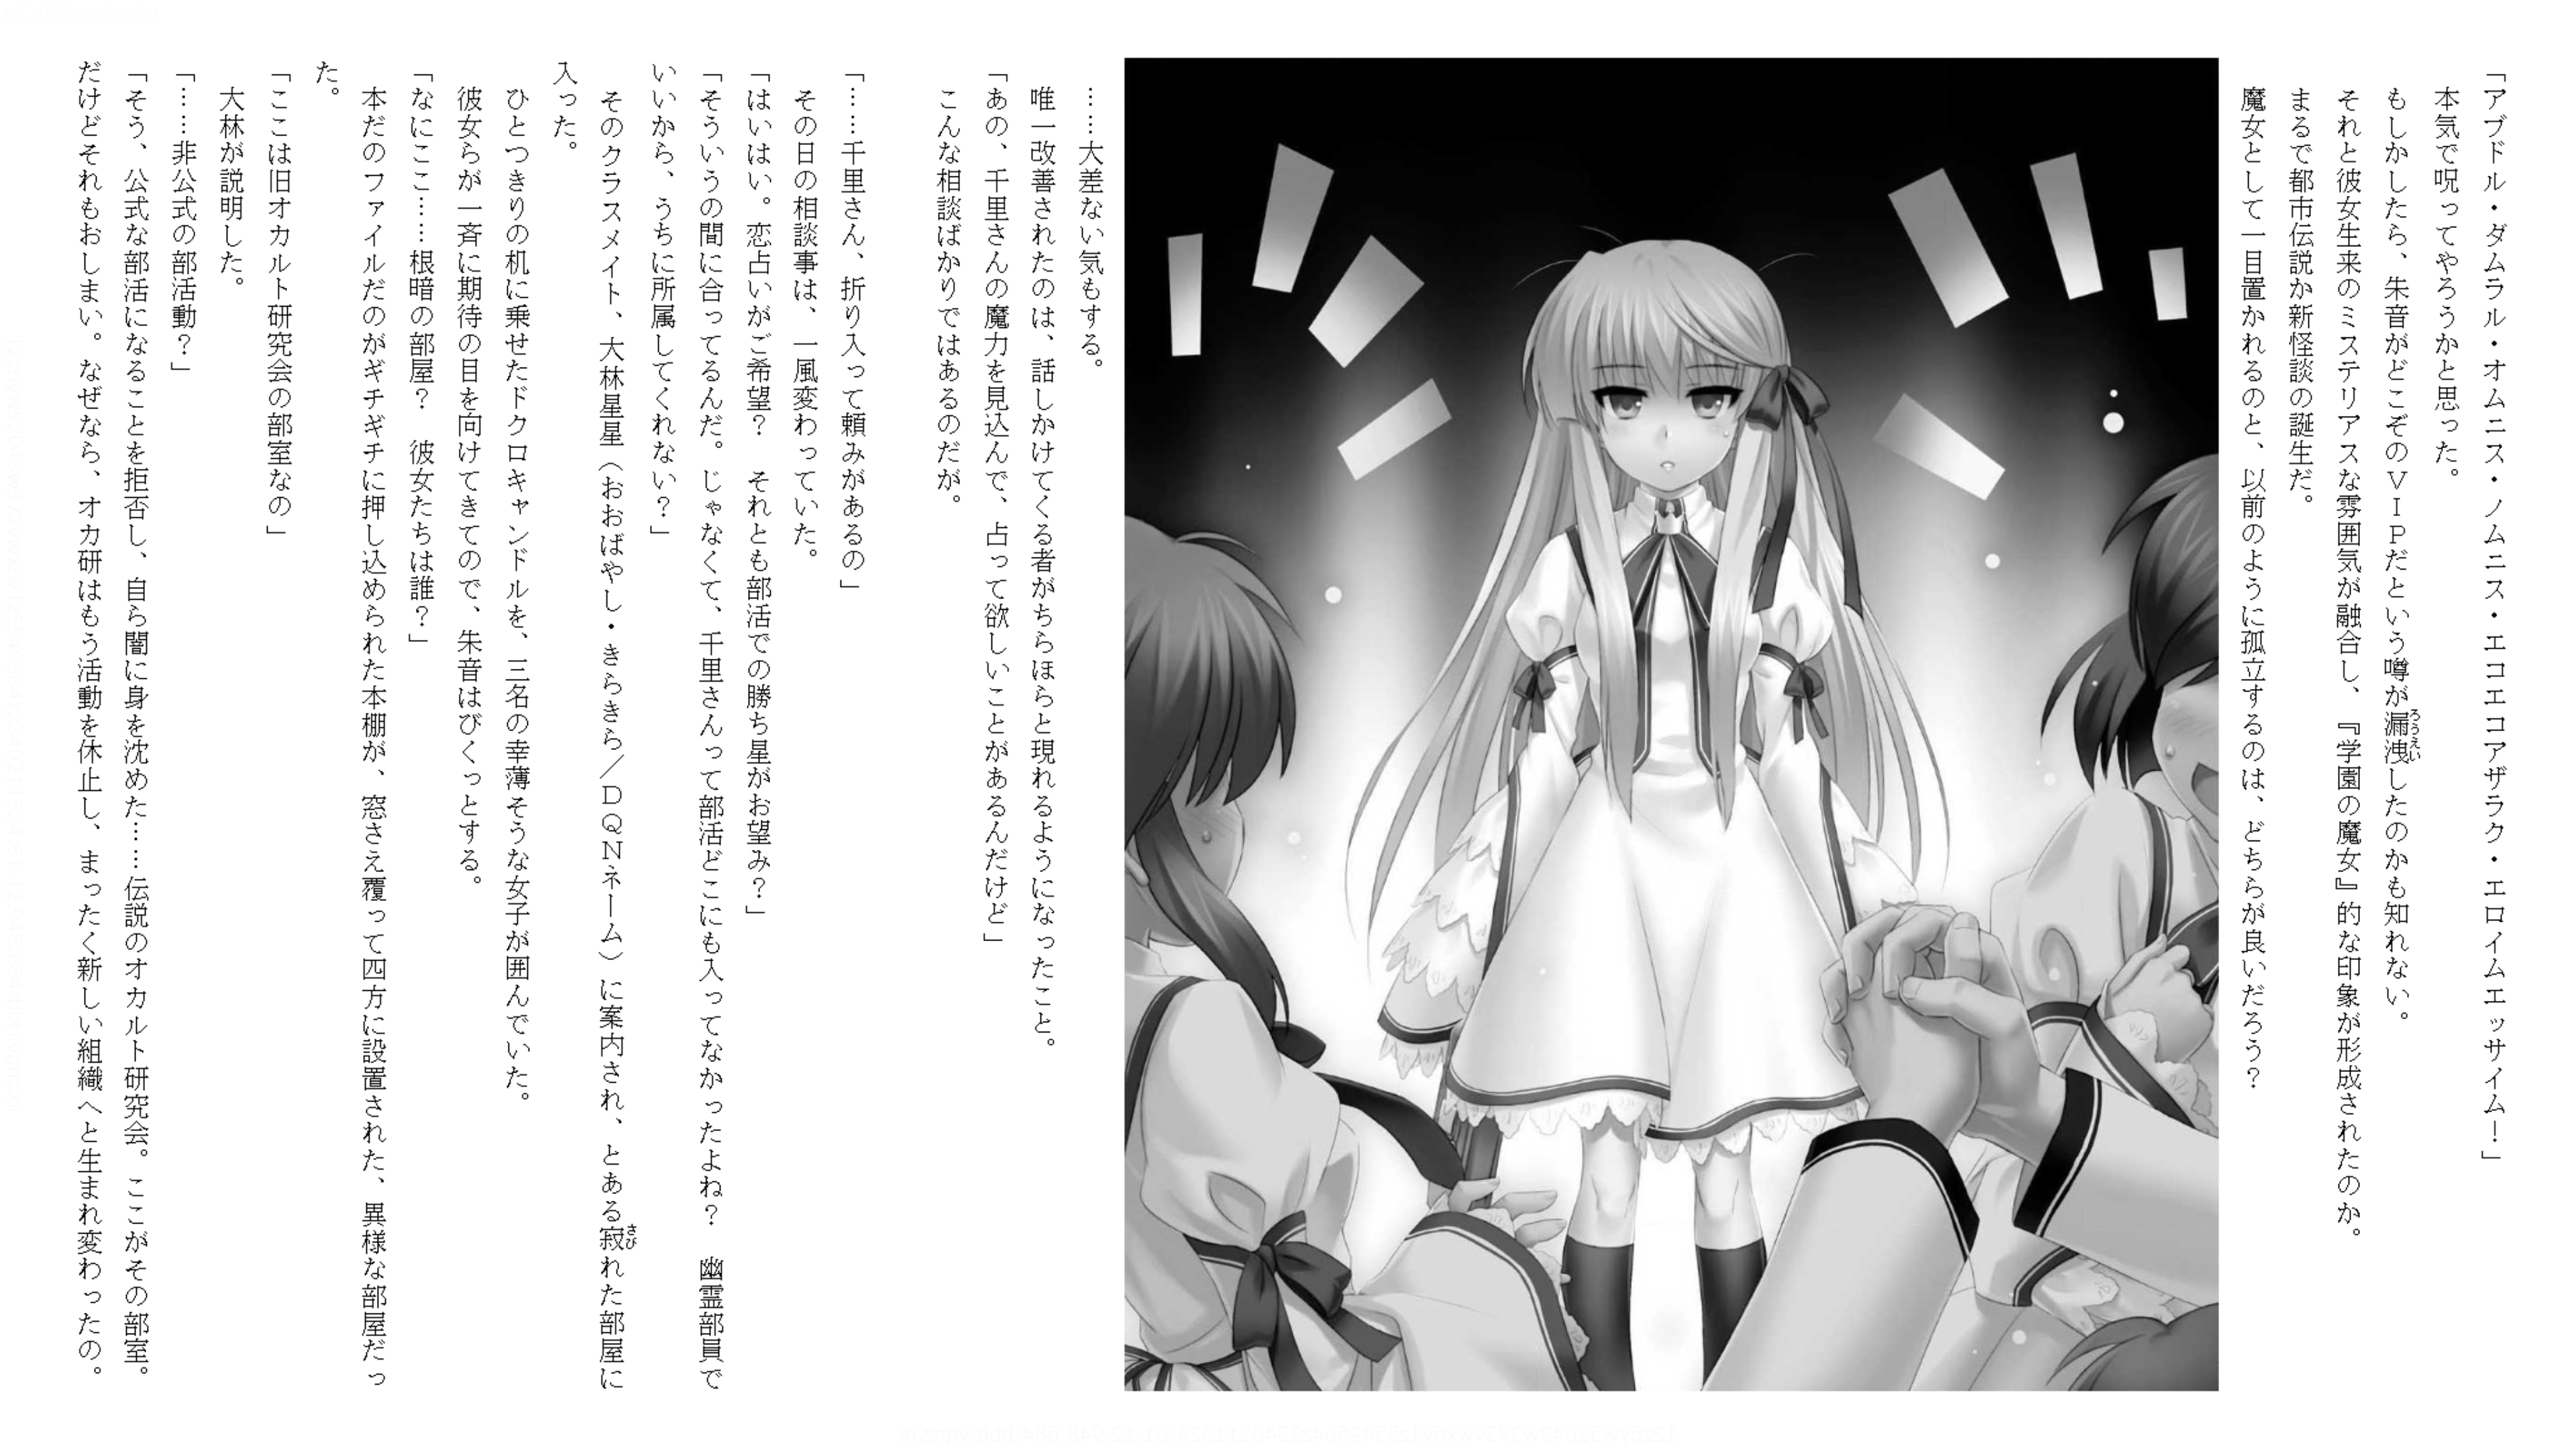 「アブドル・ダムラル・オムニス・ノムニス・エコエコアザラク・エロイムエッサイム！」
本気で呪ってやろうかと思った。
もしかしたら、朱音がどこぞのＶＩＰだという噂が漏洩したのかも知れない。
ろうえい
それと彼女生来のミステリアスな雰囲気が融合し、『学園の魔女』的な印象が形成されたのか。
まるで都市伝説か新怪談の誕生だ。
魔女として一目置かれるのと、以前のように孤立するのは、どちらが良いだろう？
……大差ない気もする。
唯一改善されたのは、話しかけてくる者がちらほらと現れるようになったこと。
「あの、千里さんの魔力を見込んで、占って欲しいことがあるんだけど」
こんな相談ばかりではあるのだが。
「……千里さん、折り入って頼みがあるの」
その日の相談事は、一風変わっていた。
「はいはい。恋占いがご希望？　それとも部活での勝ち星がお望み？」
「そういうの間に合ってるんだ。じゃなくて、千里さんって部活どこにも入ってなかったよね？　幽霊部員で
いいから、うちに所属してくれない？」
そのクラスメイト、大林星星（おおばやし・きらきら／ＤＱＮネーム）に案内され、とある寂れた部屋に
さび
入った。
ひとつきりの机に乗せたドクロキャンドルを、三名の幸薄そうな女子が囲んでいた。
彼女らが一斉に期待の目を向けてきてので、朱音はびくっとする。
「なにここ……根暗の部屋？　彼女たちは誰？」
本だのファイルだのがギチギチに押し込められた本棚が、窓さえ覆って四方に設置された、異様な部屋だっ
た。
「ここは旧オカルト研究会の部室なの」
大林が説明した。
「……非公式の部活動？」
「そう、公式な部活になることを拒否し、自ら闇に身を沈めた……伝説のオカルト研究会。ここがその部室。
だけどそれもおしまい。なぜなら、オカ研はもう活動を休止し、まったく新しい組織へと生まれ変わったの。